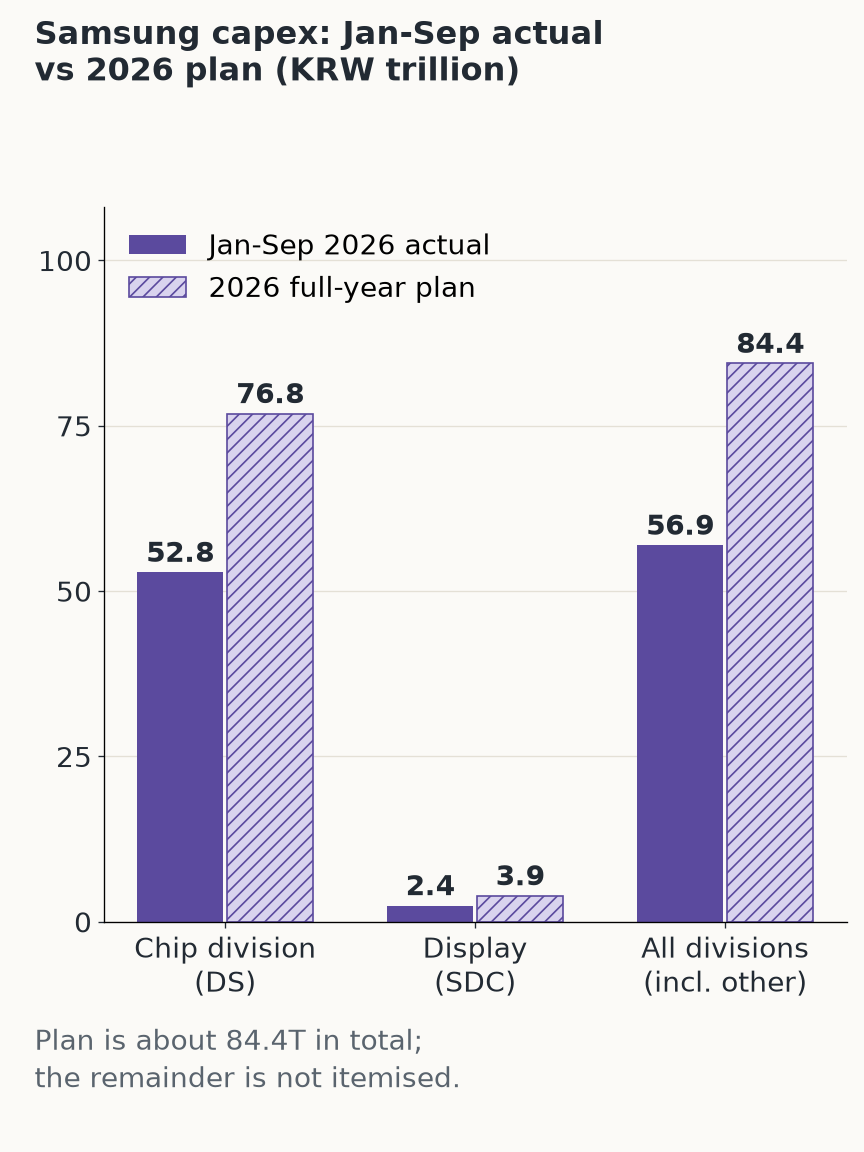 Samsung capex: Jan-Sep actual
vs 2026 plan (KRW trillion)
Jan-Sep 2026 actual
2026 full-year plan
100
75
50
25
0
52.8
76.8
2.4
3.9
56.9
84.4
Chip division
(DS)
Display
(SDC)
All divisions
(incl. other)
Plan is about 84.4T in total;
the remainder is not itemised.